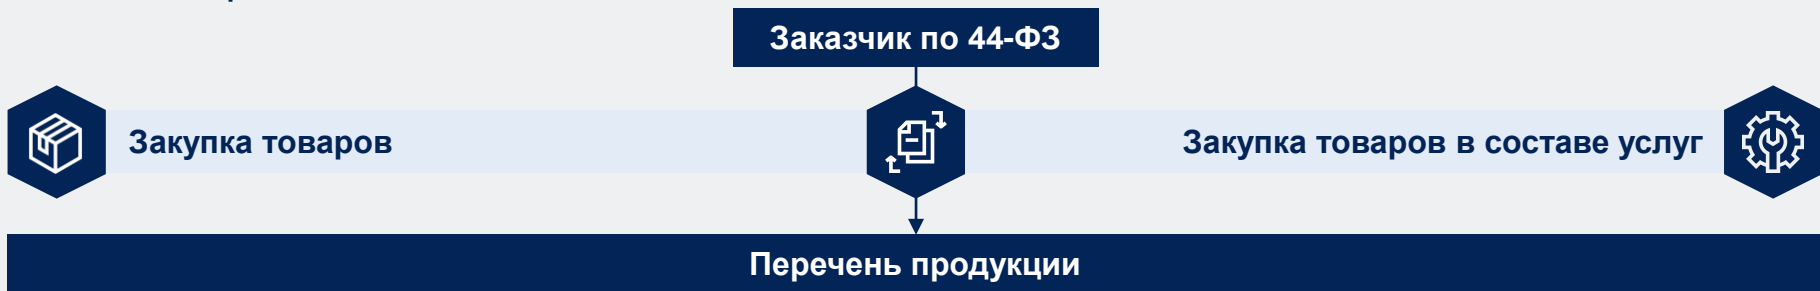 Заказчик по 44-ФЗ
Закупка товаров
Закупка товаров в составе услуг
Перечень продукции